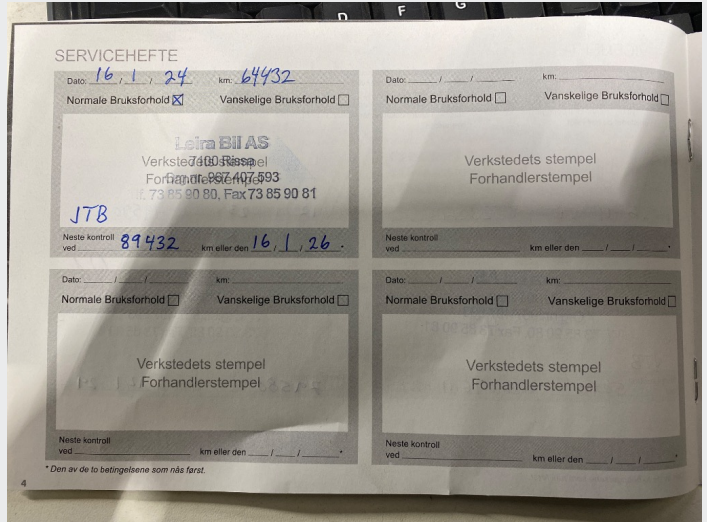 D F G
SERVICEHEFTE
Dato: 16 / 1 / 24 km: 64432
Normale Bruksforhold ☒ Vanskelige Bruksforhold ☐
Leira Bil AS
Verkstedets stempel
7100 Rissa
Forhandlerstempel
967 407 593
73 85 90 80, Fax 73 85 90 81
JTB
Neste kontroll
ved 89432 km eller den 16 / 1 / 26 *
Dato: / / km:
Normale Bruksforhold ☐ Vanskelige Bruksforhold ☐
Verkstedets stempel
Forhandlerstempel
Neste kontroll
ved km eller den / / *
Dato: / / km:
Normale Bruksforhold ☐ Vanskelige Bruksforhold ☐
Verkstedets stempel
Forhandlerstempel
Neste kontroll
ved km eller den / / *
Dato: / / km:
Normale Bruksforhold ☐ Vanskelige Bruksforhold ☐
Verkstedets stempel
Forhandlerstempel
Neste kontroll
ved km eller den / / *
* Den av de to betingelsene som nås først.
4